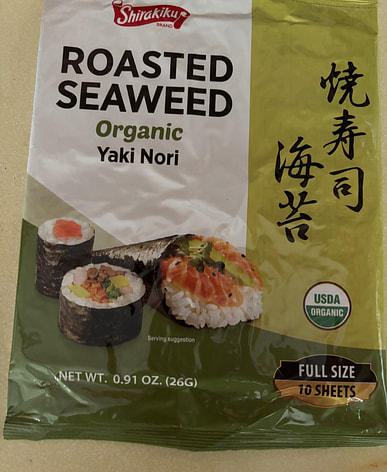 Shirakiku
BRAND
ROASTED
SEAWEED
Organic
Yaki Nori
焼寿司
海苔
USDA
ORGANIC
Serving suggestion
NET WT. 0.91 OZ. (26G)
FULL SIZE
10 SHEETS